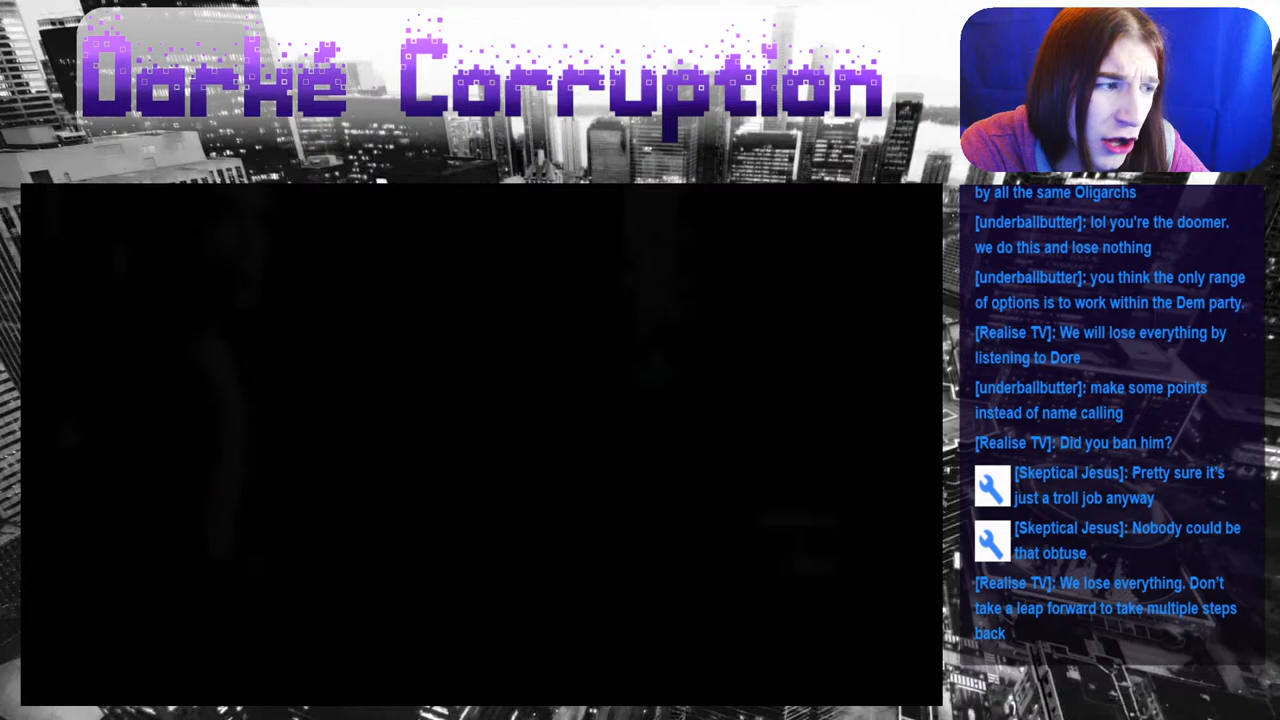 Dorké Corruption
by all the same Oligarchs
[underballbutter]: lol you're the doomer.
we do this and lose nothing
[underballbutter]: you think the only range
of options is to work within the Dem party.
[Realise TV]: We will lose everything by
listening to Dore
[underballbutter]: make some points
instead of name calling
[Realise TV]: Did you ban him?
[Skeptical Jesus]: Pretty sure it's
just a troll job anyway
[Skeptical Jesus]: Nobody could be
that obtuse
[Realise TV]: We lose everything. Don't
take a leap forward to take multiple steps
back